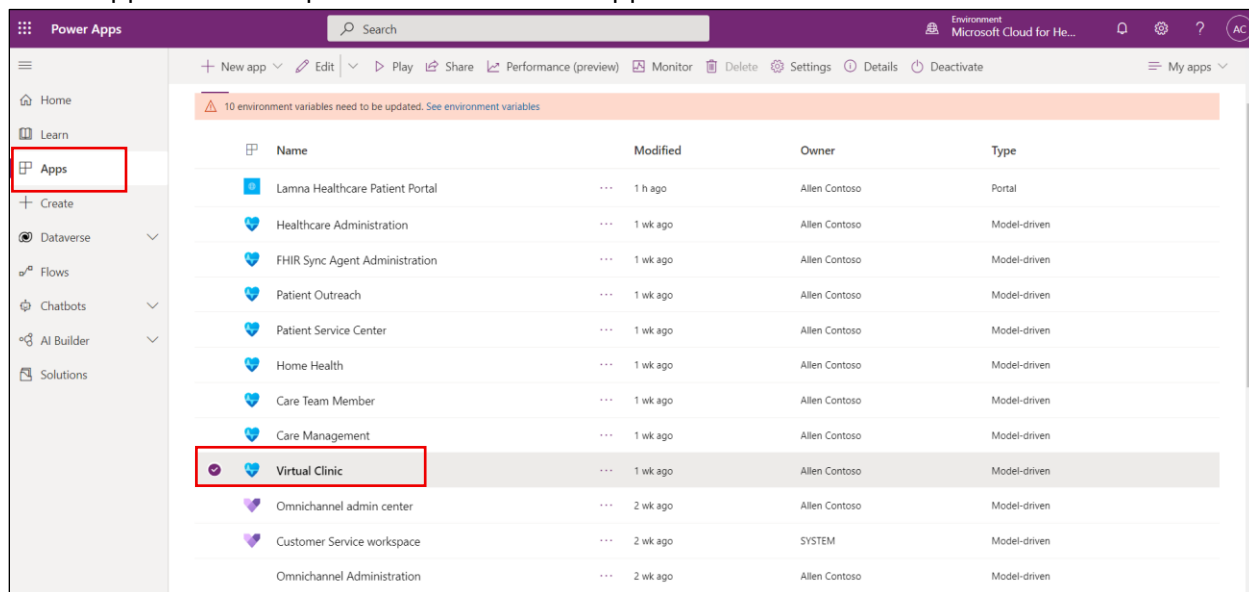 Power Apps
Search
Environment
Microsoft Cloud for He...
?
AC
New app
Edit
Play
Share
Performance (preview)
Monitor
Delete
Settings
Details
Deactivate
My apps
Home
Learn
Apps
Create
Dataverse
Flows
Chatbots
AI Builder
Solutions
10 environment variables need to be updated. See environment variables
Name Modified Owner Type
Lamna Healthcare Patient Portal ... 1 h ago Allen Contoso Portal
Healthcare Administration ... 1 wk ago Allen Contoso Model-driven
FHIR Sync Agent Administration ... 1 wk ago Allen Contoso Model-driven
Patient Outreach ... 1 wk ago Allen Contoso Model-driven
Patient Service Center ... 1 wk ago Allen Contoso Model-driven
Home Health ... 1 wk ago Allen Contoso Model-driven
Care Team Member ... 1 wk ago Allen Contoso Model-driven
Care Management ... 1 wk ago Allen Contoso Model-driven
Virtual Clinic ... 1 wk ago Allen Contoso Model-driven
Omnichannel admin center ... 2 wk ago Allen Contoso Model-driven
Customer Service workspace ... 2 wk ago SYSTEM Model-driven
Omnichannel Administration ... 2 wk ago Allen Contoso Model-driven